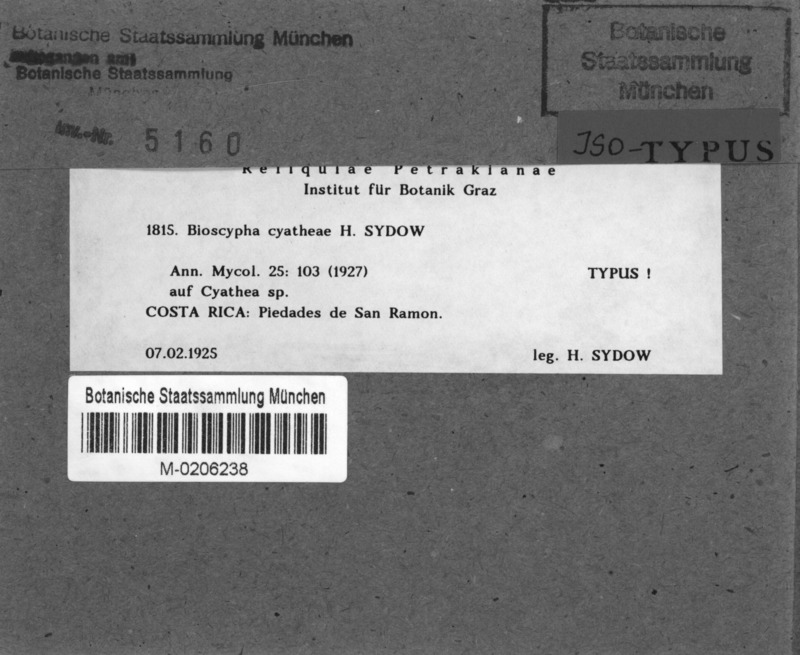 Botanische Staatssammlung München
Botanische Staatssammlung
München
5160
Botanische
Staatssammlung
München
ISO-TYPUS
Reliquiae Petrakianae
Institut für Botanik Graz
1815. Bioscypha cyatheae H. SYDOW
Ann. Mycol. 25: 103 (1927) TYPUS !
auf Cyathea sp.
COSTA RICA: Piedades de San Ramon.
07.02.1925 leg. H. SYDOW
Botanische Staatssammlung München
M-0206238